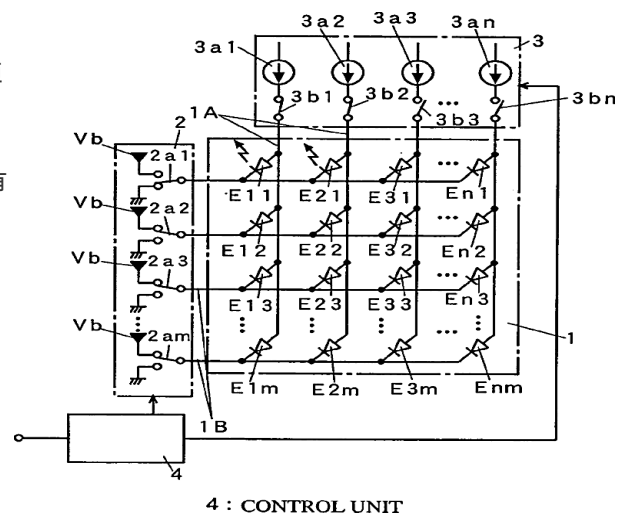 3a1 3a2 3a3 3an 3
3b1 3b2 3b3 ... 3bn
2 1A
Vb 2a1
E11 E21 E31 ... En1
Vb 2a2
E12 E22 E32 ... En2
Vb 2a3
E13 E23 E33 ... En3
Vb 2am
E1m E2m E3m ... Enm
1
1B
4
4 : CONTROL UNIT